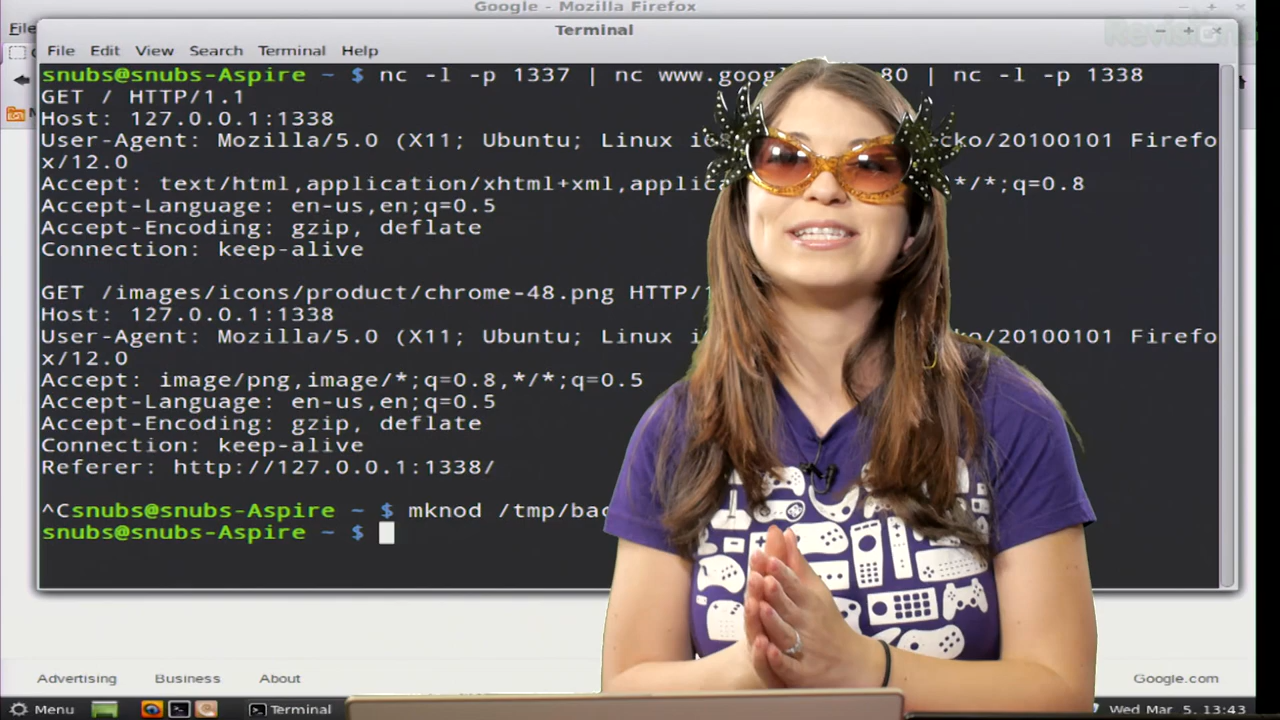 Google - Mozilla Firefox
File
Revision3
Terminal
File Edit View Search Terminal Help
snubs@snubs-Aspire ~ $ nc -l -p 1337 | nc www.goog 80 | nc -l -p 1338
GET / HTTP/1.1
Host: 127.0.0.1:1338
User-Agent: Mozilla/5.0 (X11; Ubuntu; Linux cko/20100101 Firefo
x/12.0
Accept: text/html,application/xhtml+xml,applica */*;q=0.8
Accept-Language: en-us,en;q=0.5
Accept-Encoding: gzip, deflate
Connection: keep-alive
GET /images/icons/product/chrome-48.png HTTP/1
Host: 127.0.0.1:1338
User-Agent: Mozilla/5.0 (X11; Ubuntu; Linux cko/20100101 Firefo
x/12.0
Accept: image/png,image/*;q=0.8,*/*;q=0.5
Accept-Language: en-us,en;q=0.5
Accept-Encoding: gzip, deflate
Connection: keep-alive
Referer: http://127.0.0.1:1338/
^Csnubs@snubs-Aspire ~ $ mknod /tmp/bac
snubs@snubs-Aspire ~ $
Advertising Business About Google.com
Menu Terminal Wed Mar 5, 13:43